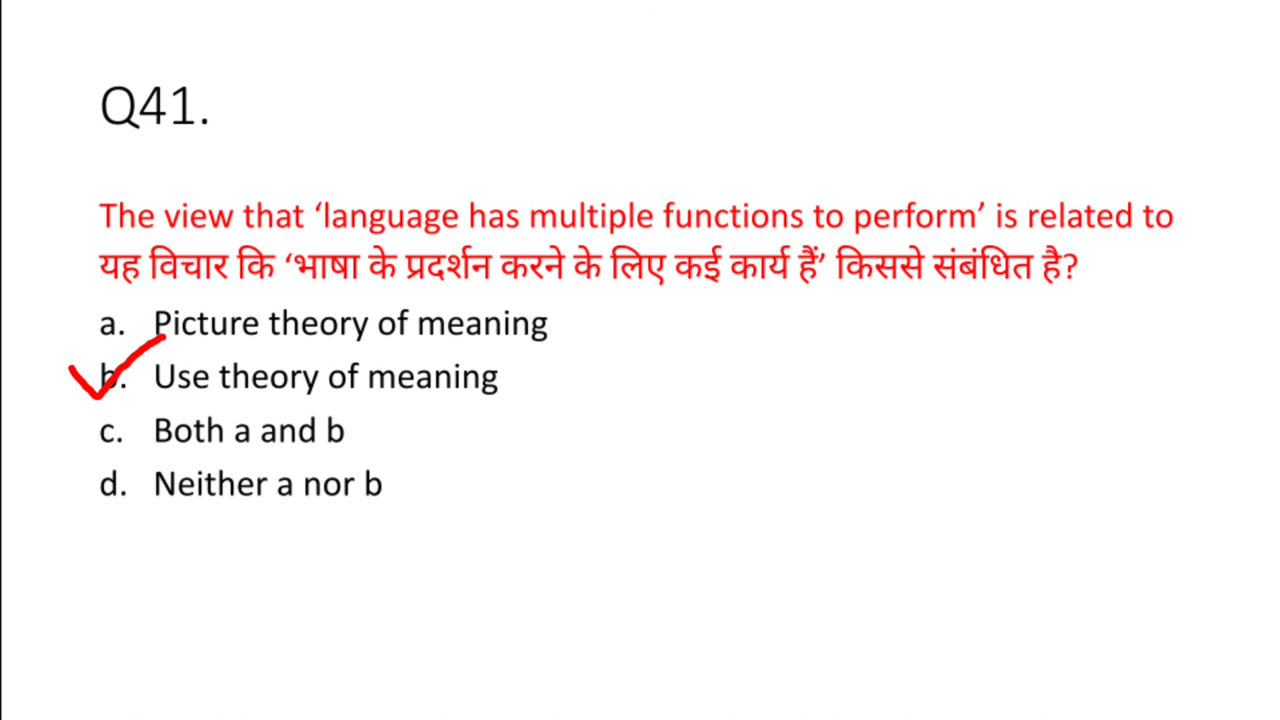 Q41.
The view that ‘language has multiple functions to perform’ is related to
यह विचार कि ‘भाषा के प्रदर्शन करने के लिए कई कार्य हैं’ किससे संबंधित है?
a. Picture theory of meaning
b. Use theory of meaning
c. Both a and b
d. Neither a nor b